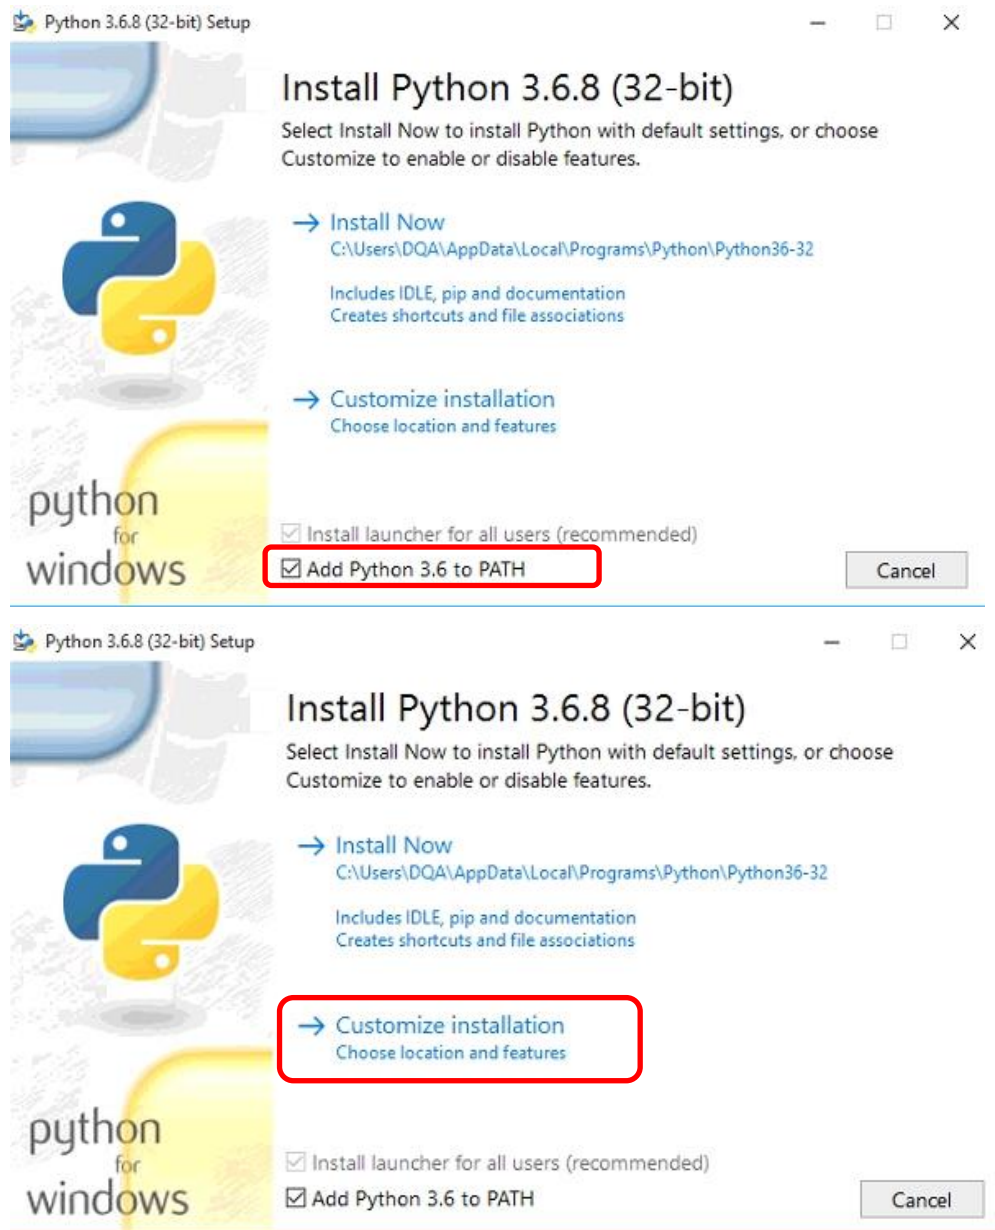 Python 3.6.8 (32-bit) Setup
Install Python 3.6.8 (32-bit)
Select Install Now to install Python with default settings, or choose
Customize to enable or disable features.
→ Install Now
C:\Users\DQA\AppData\Local\Programs\Python\Python36-32
Includes IDLE, pip and documentation
Creates shortcuts and file associations
→ Customize installation
Choose location and features
python
for
windows
Install launcher for all users (recommended)
Add Python 3.6 to PATH
Cancel
Python 3.6.8 (32-bit) Setup
Install Python 3.6.8 (32-bit)
Select Install Now to install Python with default settings, or choose
Customize to enable or disable features.
→ Install Now
C:\Users\DQA\AppData\Local\Programs\Python\Python36-32
Includes IDLE, pip and documentation
Creates shortcuts and file associations
→ Customize installation
Choose location and features
python
for
windows
Install launcher for all users (recommended)
Add Python 3.6 to PATH
Cancel